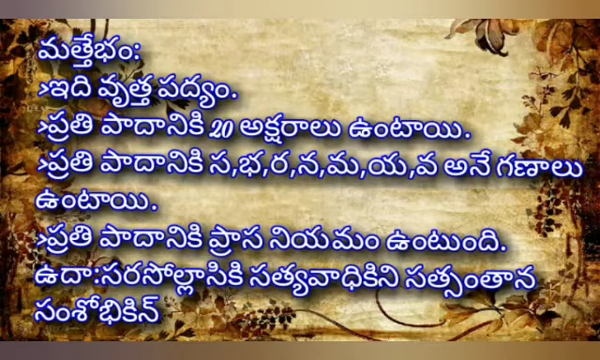 మత్తేభం:
>ఇది వృత్త పద్యం.
>ప్రతి పాదానికి 20 అక్షరాలు ఉంటాయి.
>ప్రతి పాదానికి స,భ,ర,న,మ,య,వ అనే గణాలు
ఉంటాయి.
>ప్రతి పాదానికి ప్రాస నియమం ఉంటుంది.
ఉదా:సరసోల్లాసికి సత్యవాధికిని సత్సంతాన
సంశోభికిన్